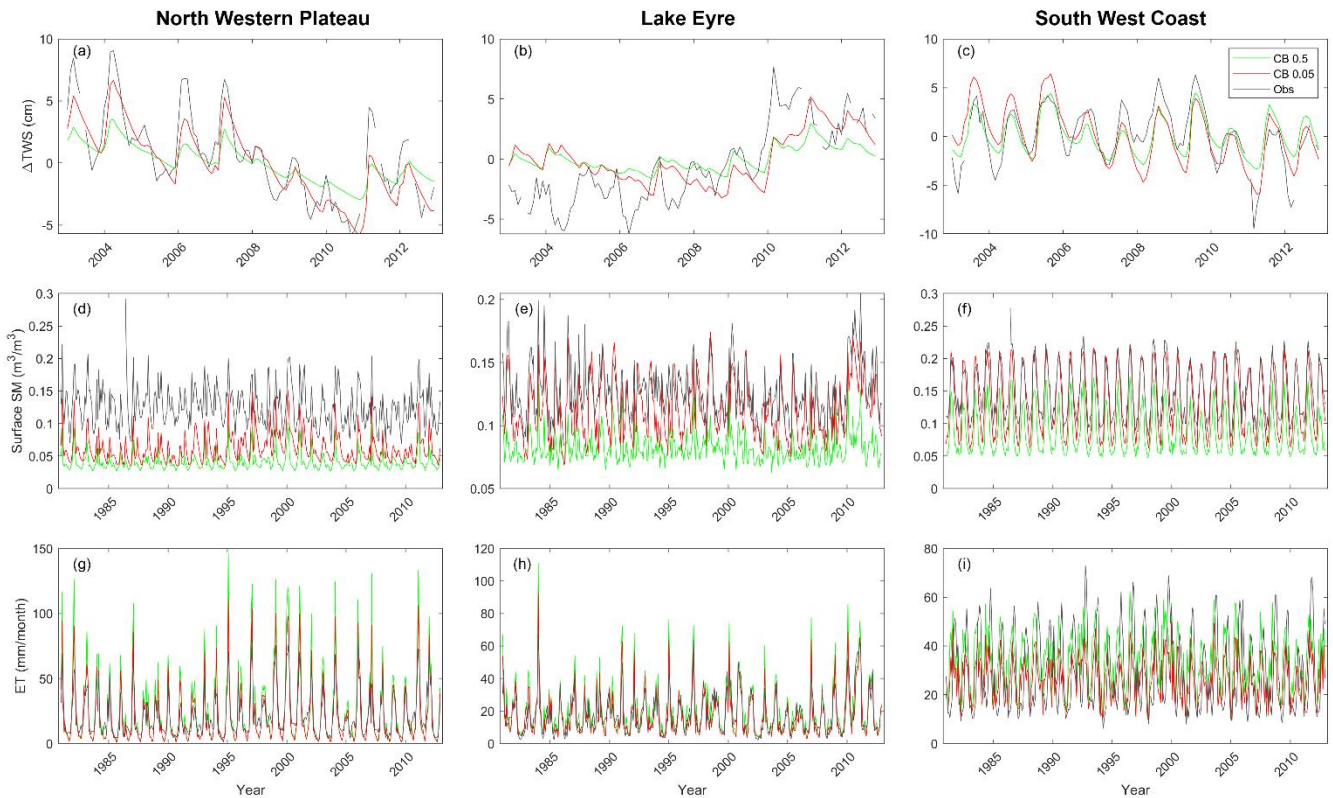 North Western Plateau Lake Eyre South West Coast
(a) (b) (c)
CB 0.5
CB 0.05
Obs
ΔTWS (cm)
10 5 0 -5
2004 2006 2008 2010 2012
10 5 0 -5
2004 2006 2008 2010 2012
10 5 0 -5 -10
2004 2006 2008 2010 2012
(d) (e) (f)
Surface SM (m³/m³)
0.3 0.25 0.2 0.15 0.1 0.05 0
1985 1990 1995 2000 2005 2010
0.2 0.15 0.1 0.05
1985 1990 1995 2000 2005 2010
0.3 0.25 0.2 0.15 0.1 0.05 0
1985 1990 1995 2000 2005 2010
(g) (h) (i)
ET (mm/month)
150 100 50 0
1985 1990 1995 2000 2005 2010
120 100 80 60 40 20 0
1985 1990 1995 2000 2005 2010
80 60 40 20 0
1985 1990 1995 2000 2005 2010
Year Year Year